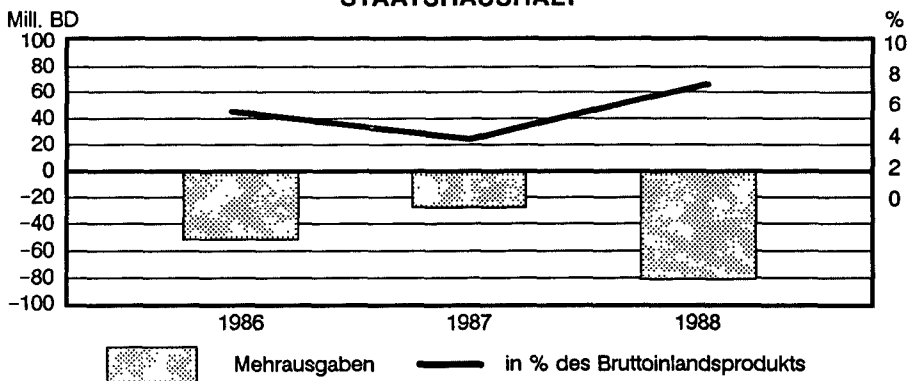 STAATSHAUSHALT
Mill. BD %
100 10
80 8
60 6
40 4
20 2
0 0
-20
-40
-60
-80
-100
1986 1987 1988
Mehrausgaben in % des Bruttoinlandsprodukts